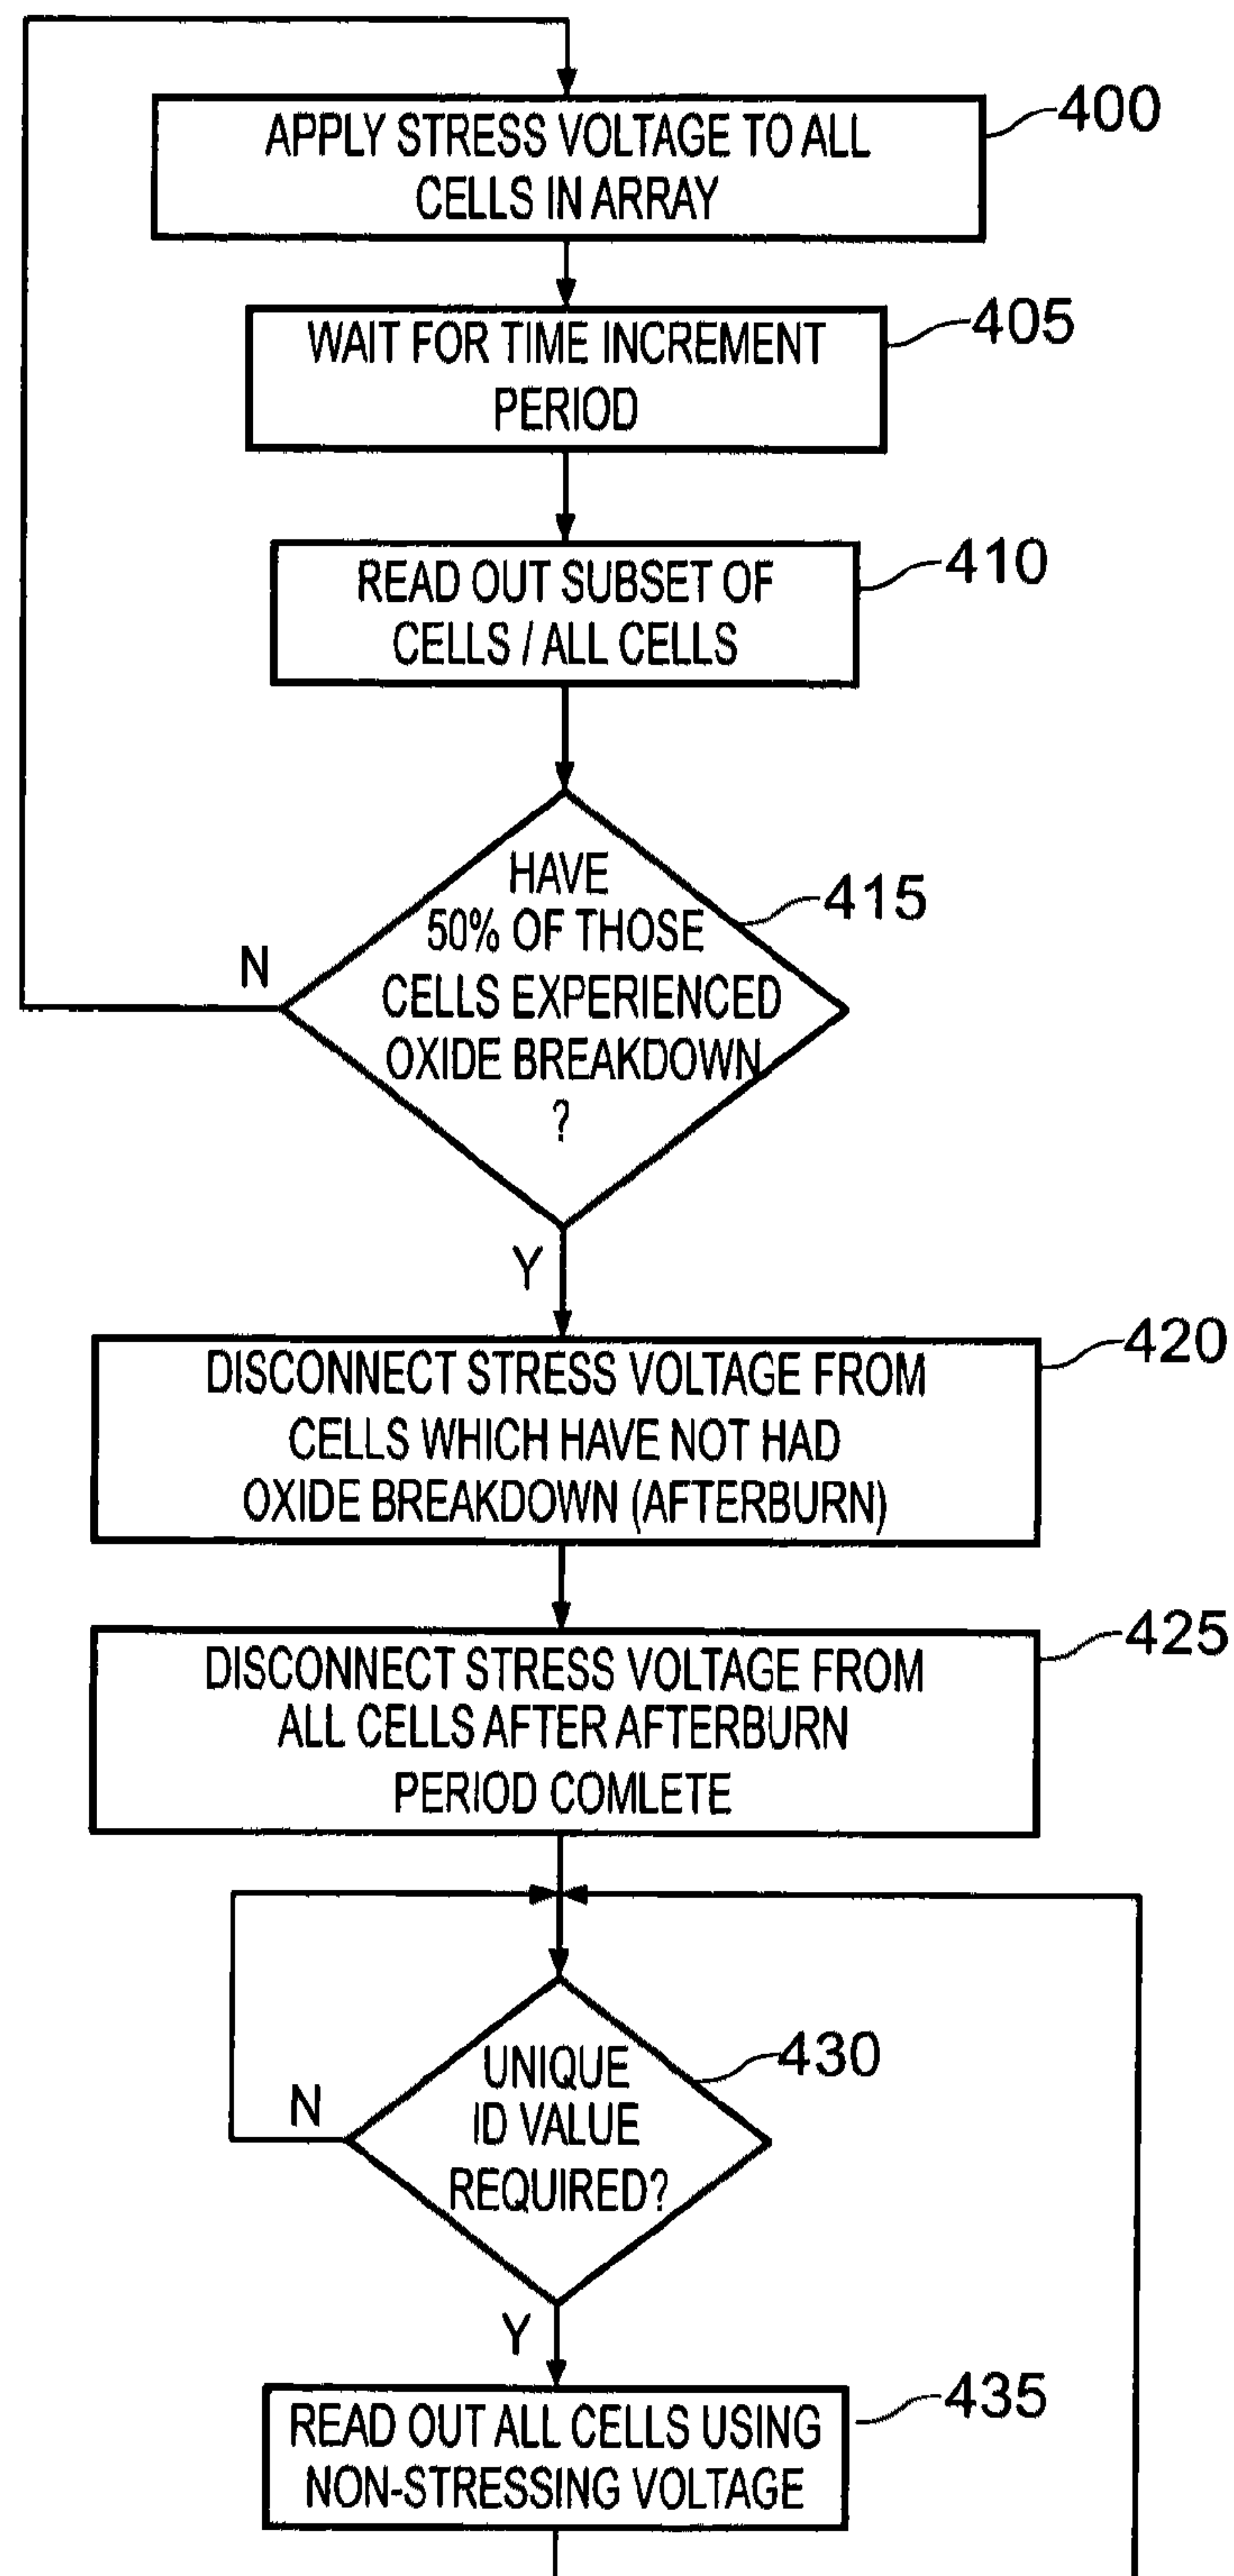 APPLY STRESS VOLTAGE TO ALL
CELLS IN ARRAY
400
WAIT FOR TIME INCREMENT
PERIOD
405
READ OUT SUBSET OF
CELLS / ALL CELLS
410
HAVE
50% OF THOSE
CELLS EXPERIENCED
OXIDE BREAKDOWN
?
415
N
Y
DISCONNECT STRESS VOLTAGE FROM
CELLS WHICH HAVE NOT HAD
OXIDE BREAKDOWN (AFTERBURN)
420
DISCONNECT STRESS VOLTAGE FROM
ALL CELLS AFTER AFTERBURN
PERIOD COMLETE
425
UNIQUE
ID VALUE
REQUIRED?
430
N
Y
READ OUT ALL CELLS USING
NON-STRESSING VOLTAGE
435